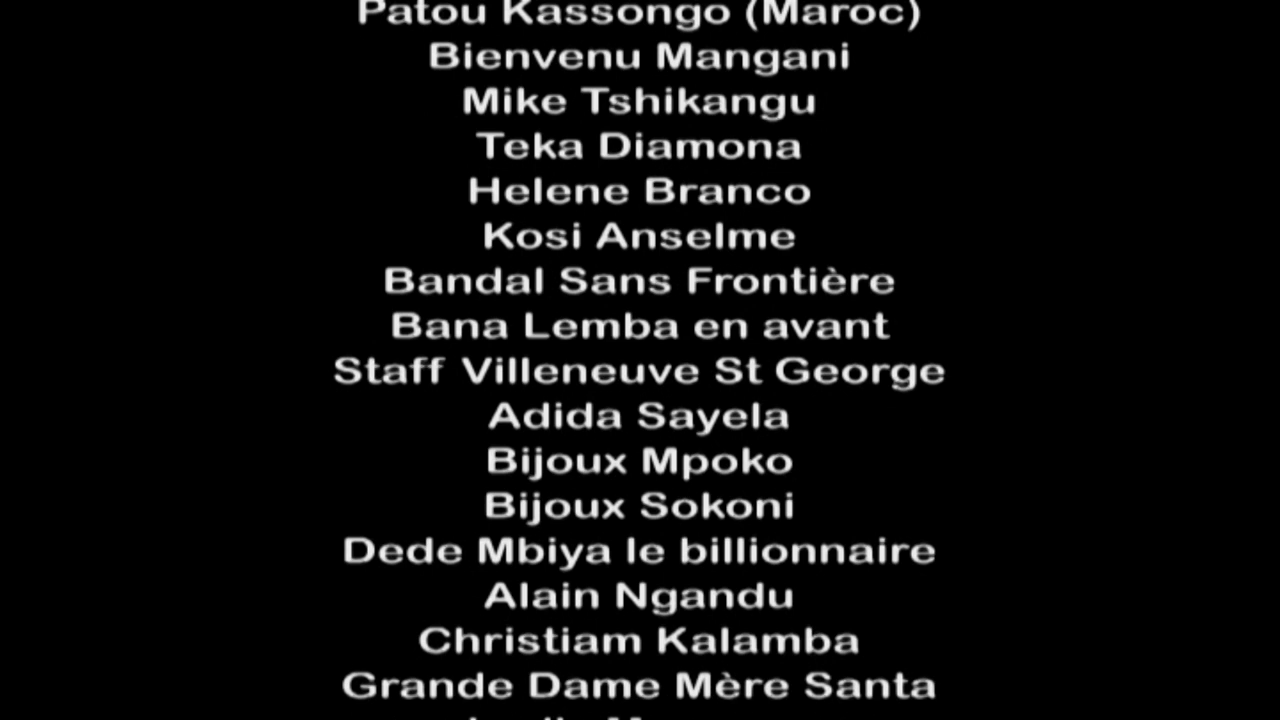 Patou Kassongo (Maroc)
Bienvenu Mangani
Mike Tshikangu
Teka Diamona
Helene Branco
Kosi Anselme
Bandal Sans Frontière
Bana Lemba en avant
Staff Villeneuve St George
Adida Sayela
Bijoux Mpoko
Bijoux Sokoni
Dede Mbiya le billionnaire
Alain Ngandu
Christiam Kalamba
Grande Dame Mère Santa